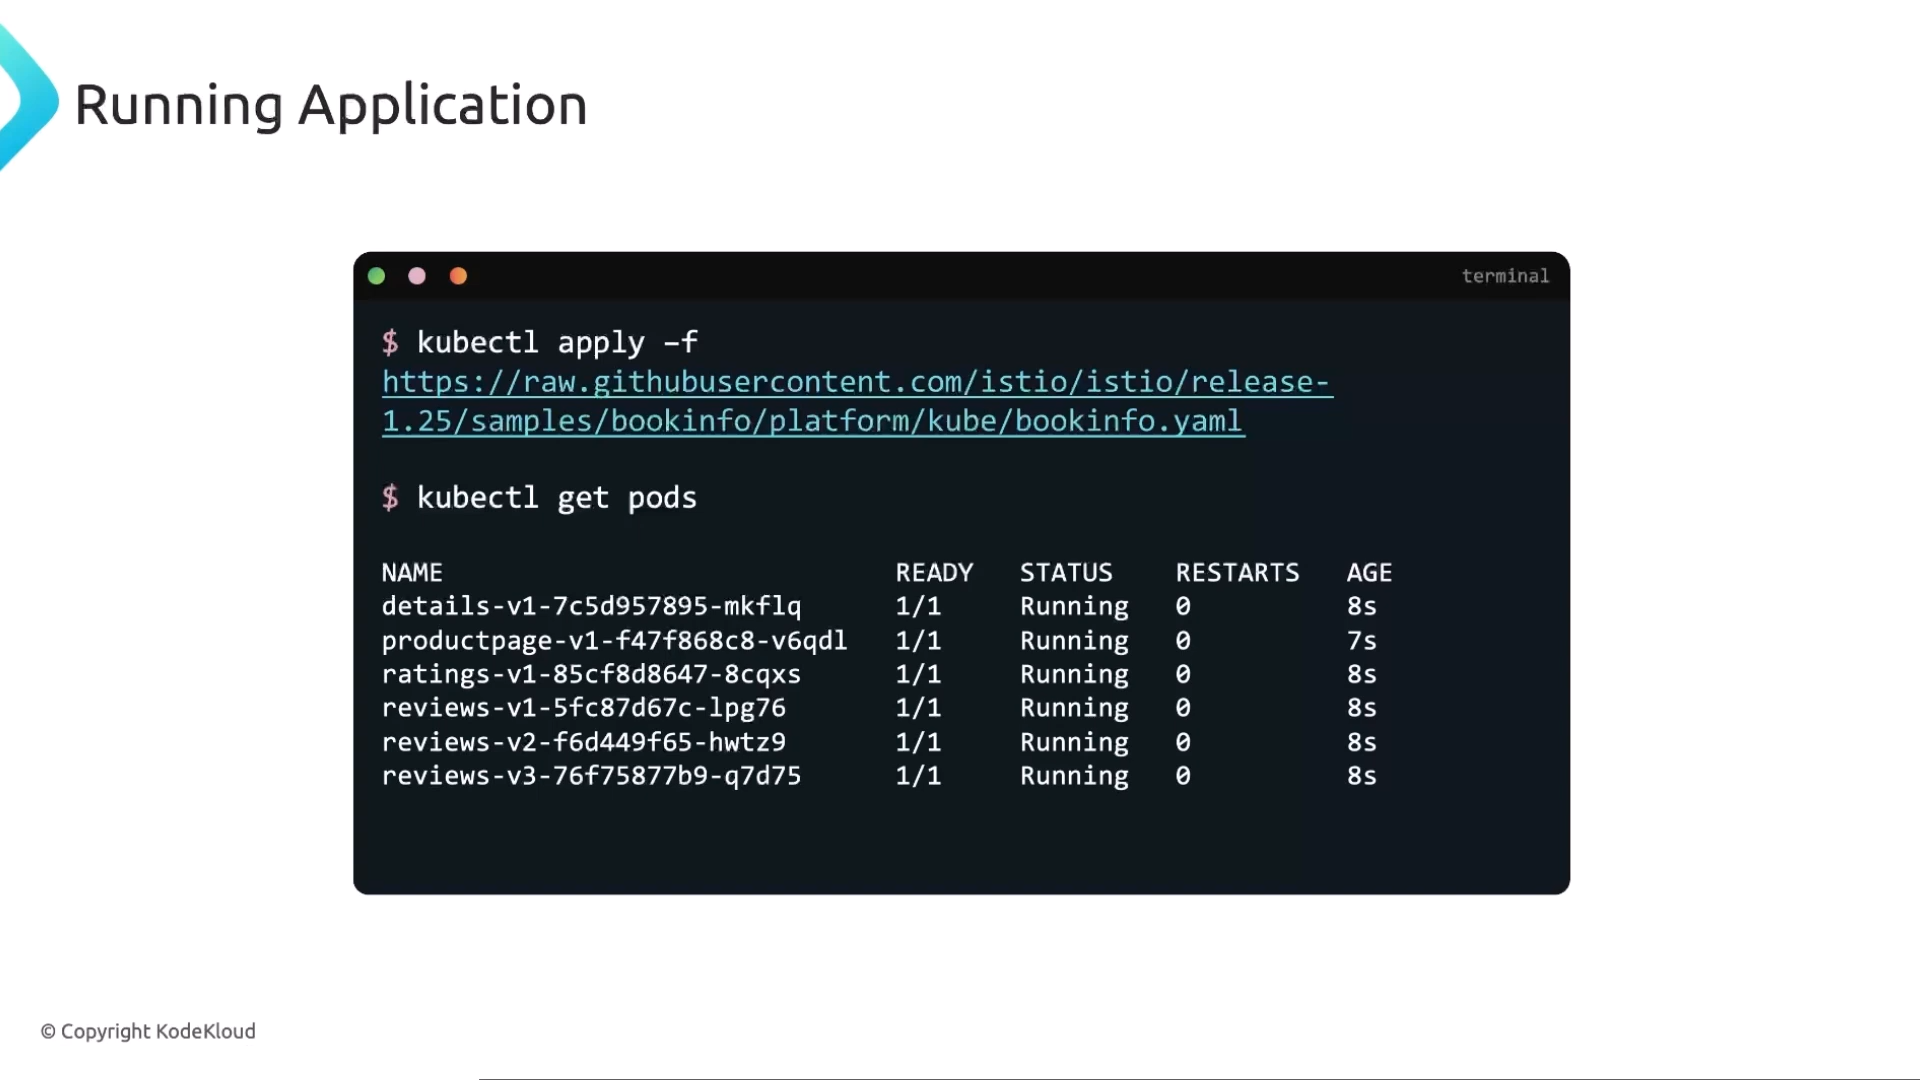 Running Application
terminal
$ kubectl apply –f
https://raw.githubusercontent.com/istio/istio/release-
1.25/samples/bookinfo/platform/kube/bookinfo.yaml
$ kubectl get pods
NAME READY STATUS RESTARTS AGE
details-v1-7c5d957895-mkflq 1/1 Running 0 8s
productpage-v1-f47f868c8-v6qdl 1/1 Running 0 7s
ratings-v1-85cf8d8647-8cqxs 1/1 Running 0 8s
reviews-v1-5fc87d67c-lpg76 1/1 Running 0 8s
reviews-v2-f6d449f65-hwtz9 1/1 Running 0 8s
reviews-v3-76f75877b9-q7d75 1/1 Running 0 8s
© Copyright KodeKloud